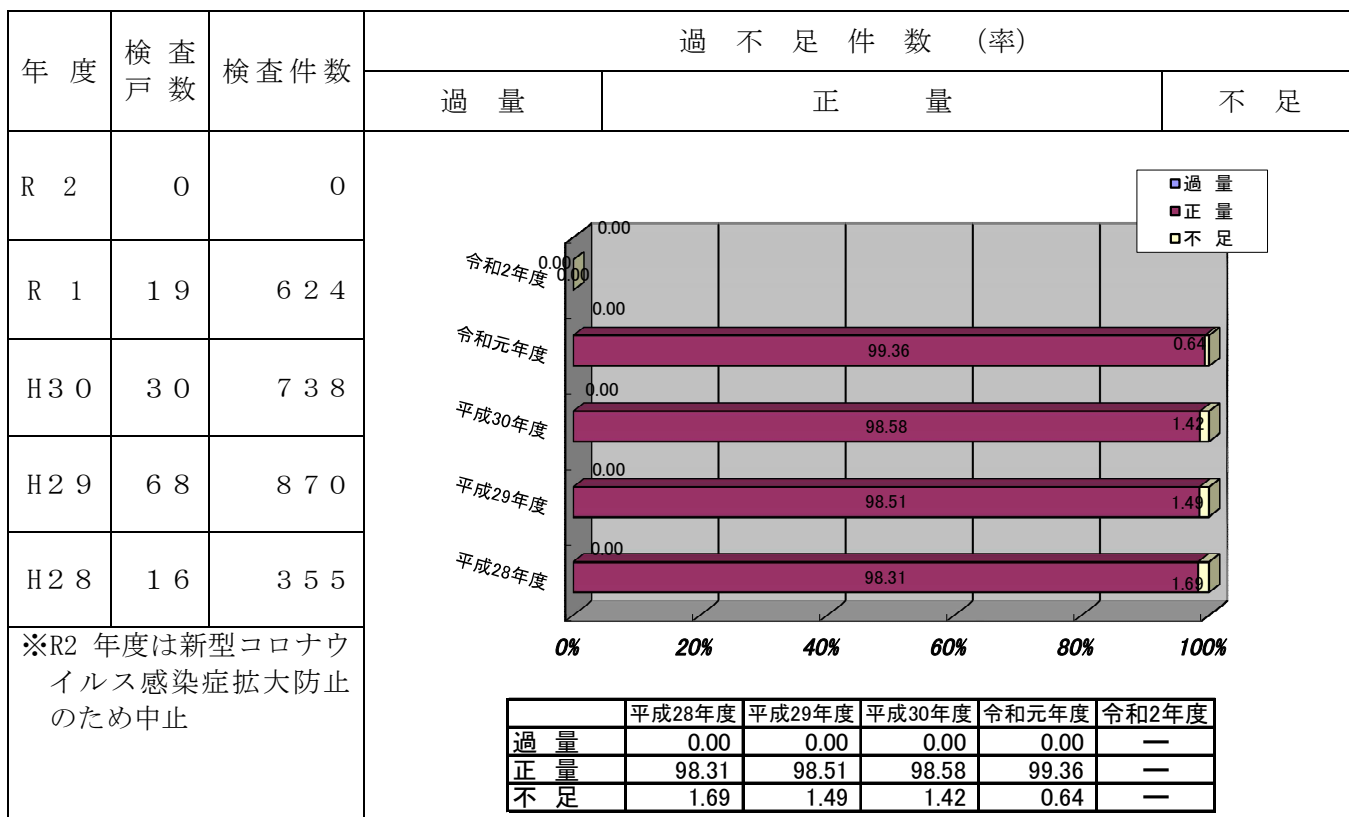 年度 検査戸数 検査件数 過不足件数 (率)
過量 正量 不足
R 2 0 0
R 1 19 624
H30 30 738
H29 68 870
H28 16 355
※R2 年度は新型コロナウ
イルス感染症拡大防止
のため中止
過 量
正 量
不 足
令和2年度 0.00 0.00 0.00
令和元年度 0.00 99.36 0.64
平成30年度 0.00 98.58 1.42
平成29年度 0.00 98.51 1.49
平成28年度 0.00 98.31 1.69
0% 20% 40% 60% 80% 100%
平成28年度 平成29年度 平成30年度 令和元年度 令和2年度
過 量 0.00 0.00 0.00 0.00 ―
正 量 98.31 98.51 98.58 99.36 ―
不 足 1.69 1.49 1.42 0.64 ―